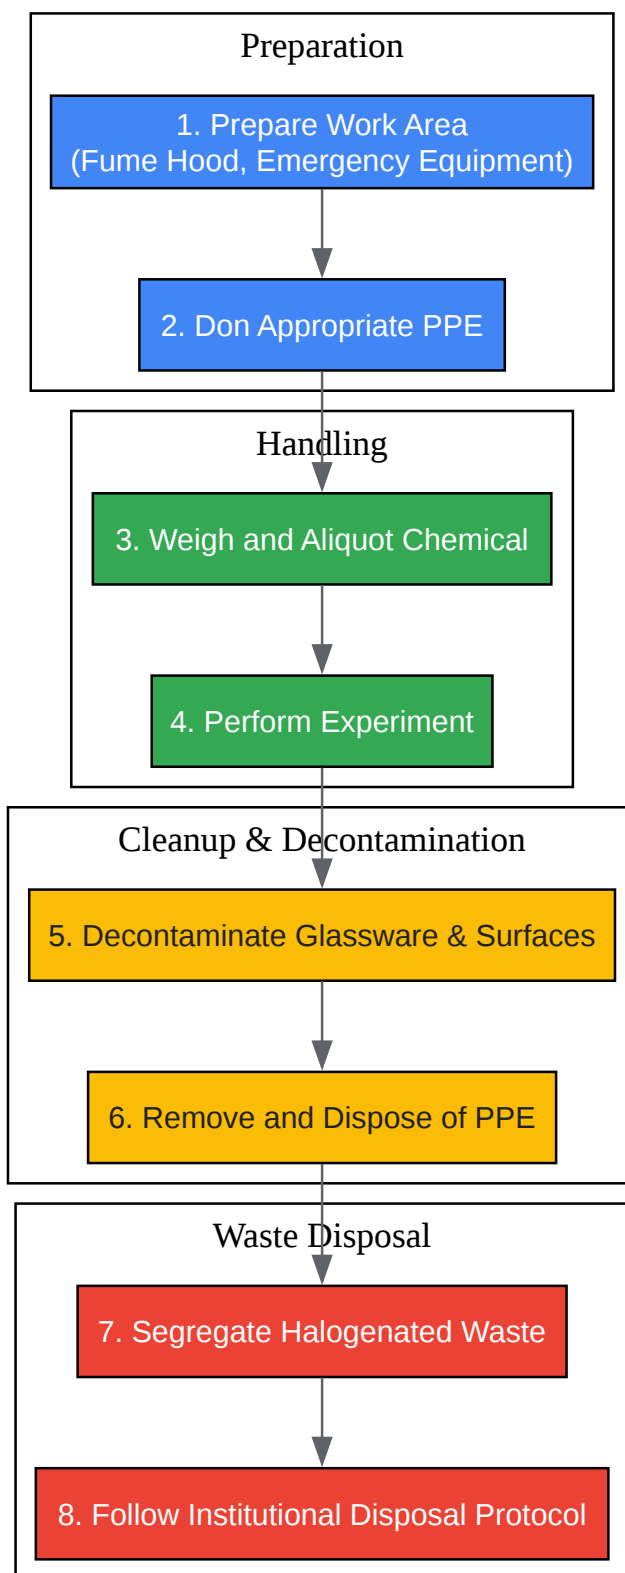 Preparation
1. Prepare Work Area
(Fume Hood, Emergency Equipment)
2. Don Appropriate PPE
Handling
3. Weigh and Aliquot Chemical
4. Perform Experiment
Cleanup & Decontamination
5. Decontaminate Glassware & Surfaces
6. Remove and Dispose of PPE
Waste Disposal
7. Segregate Halogenated Waste
8. Follow Institutional Disposal Protocol